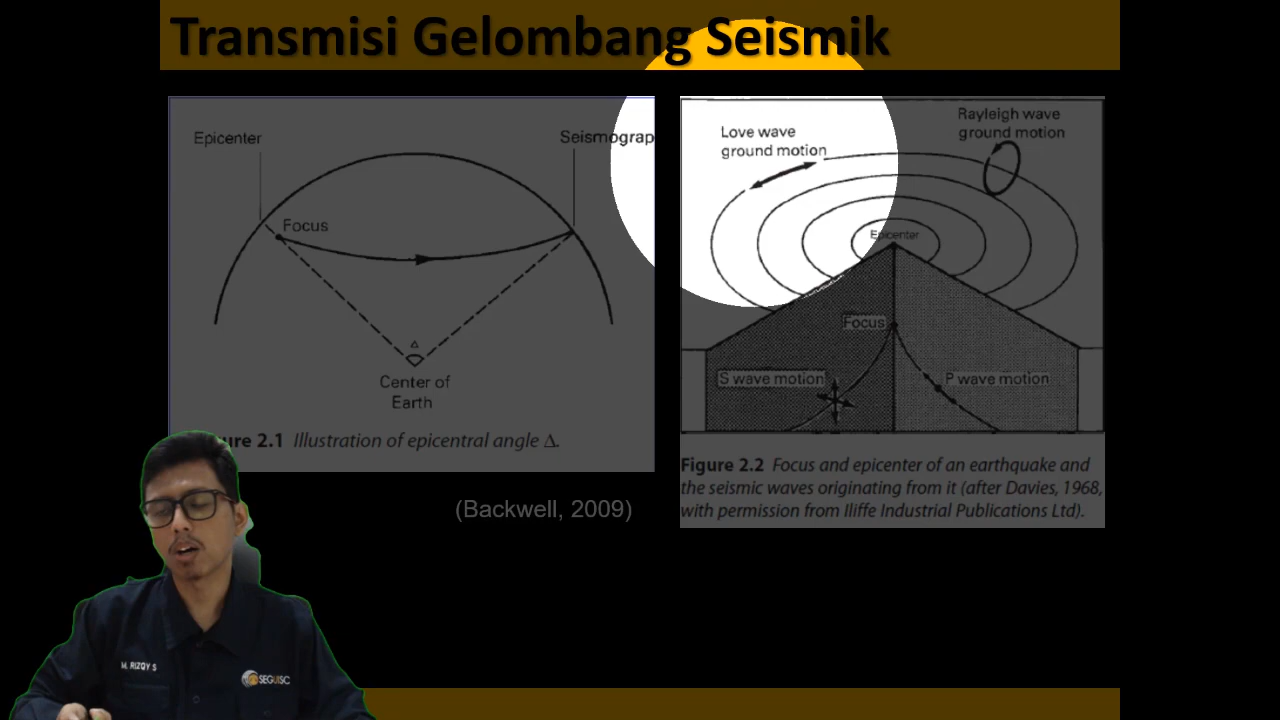 Transmisi Gelombang Seismik
Epicenter
Seismograp
Focus
Δ
Center of
Earth
ure 2.1 Illustration of epicentral angle Δ.
(Backwell, 2009)
Love wave
ground motion
Rayleigh wave
ground motion
Epicenter
Focus
S wave motion
P wave motion
Figure 2.2 Focus and epicenter of an earthquake and
the seismic waves originating from it (after Davies, 1968,
with permission from Iliffe Industrial Publications Ltd).
M. RIZQY S
SEGUISC